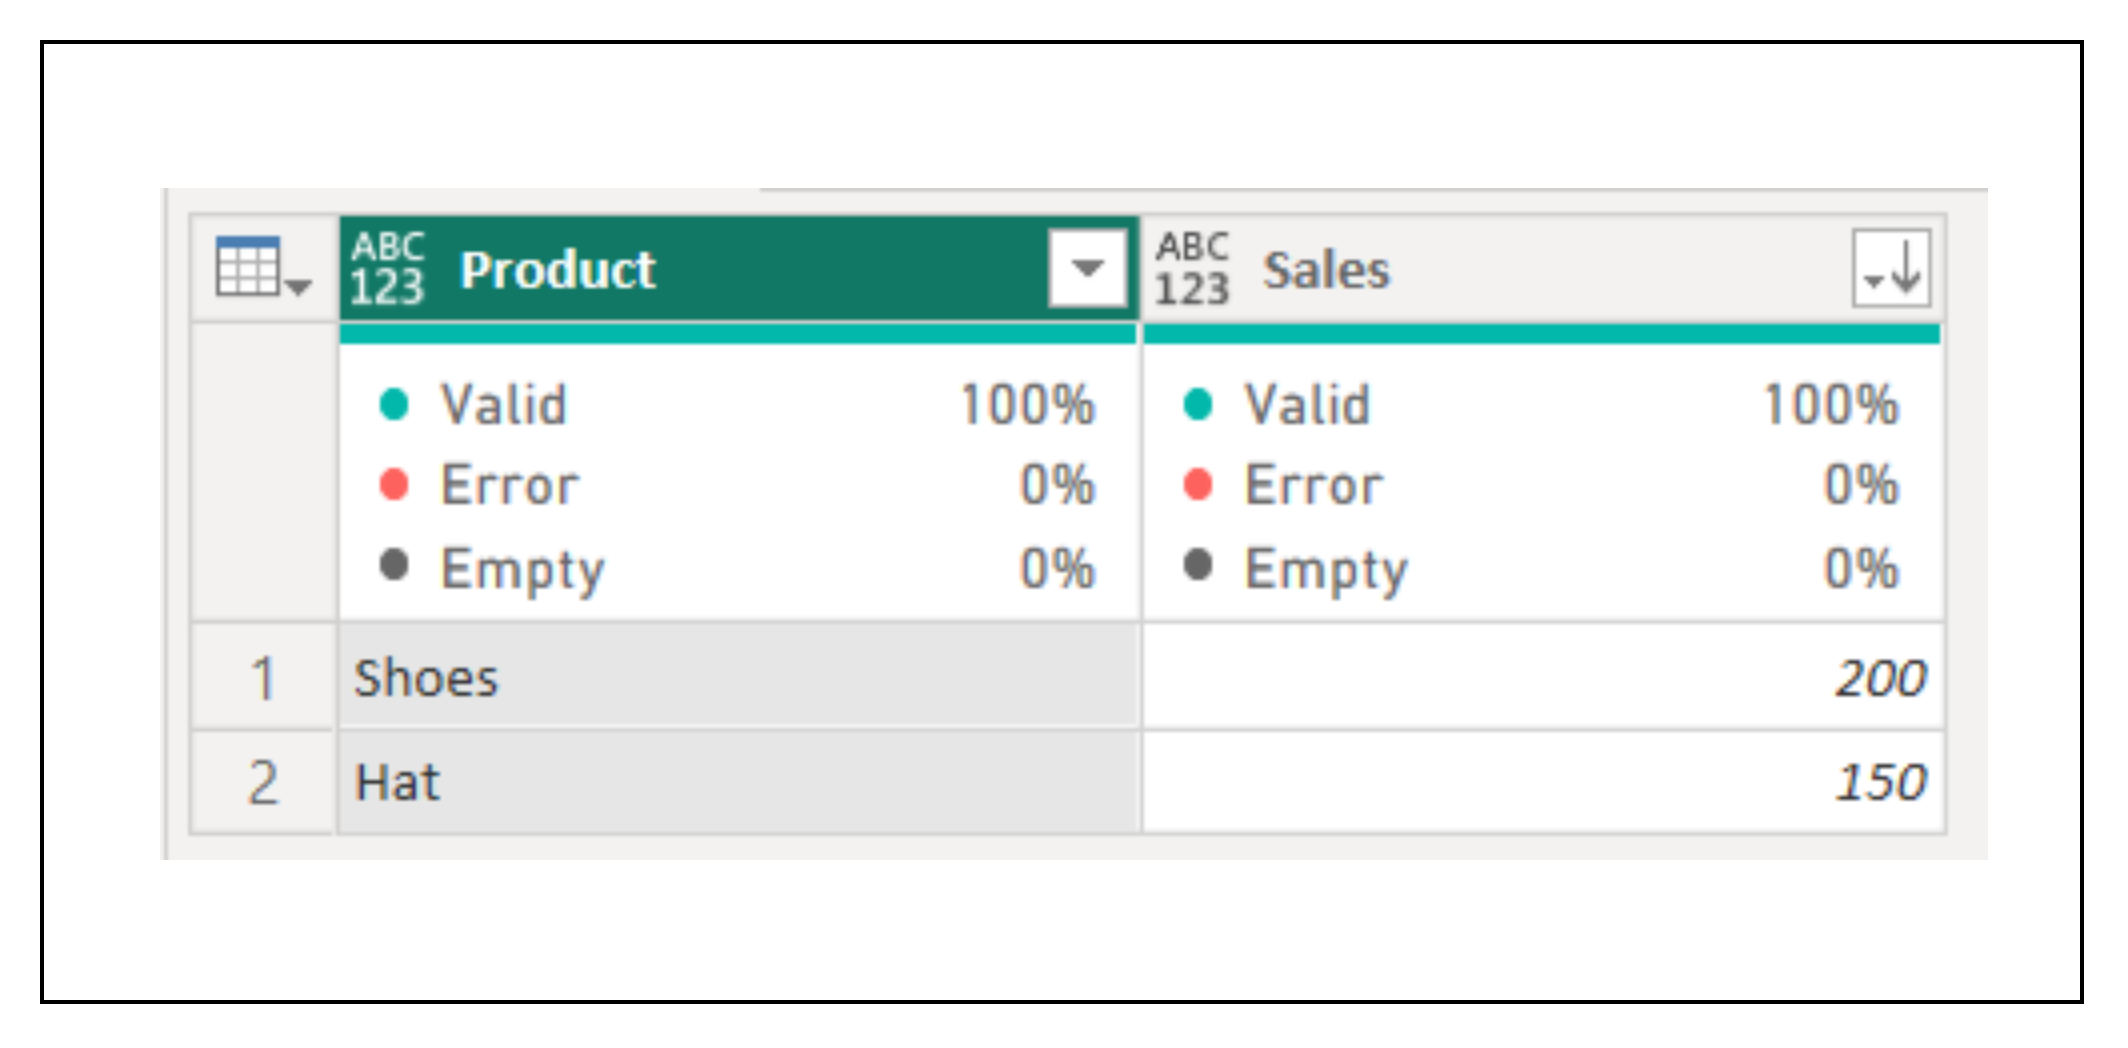 ABC 123 Product ABC 123 Sales
Valid 100% Valid 100%
Error 0% Error 0%
Empty 0% Empty 0%
1 Shoes 200
2 Hat 150